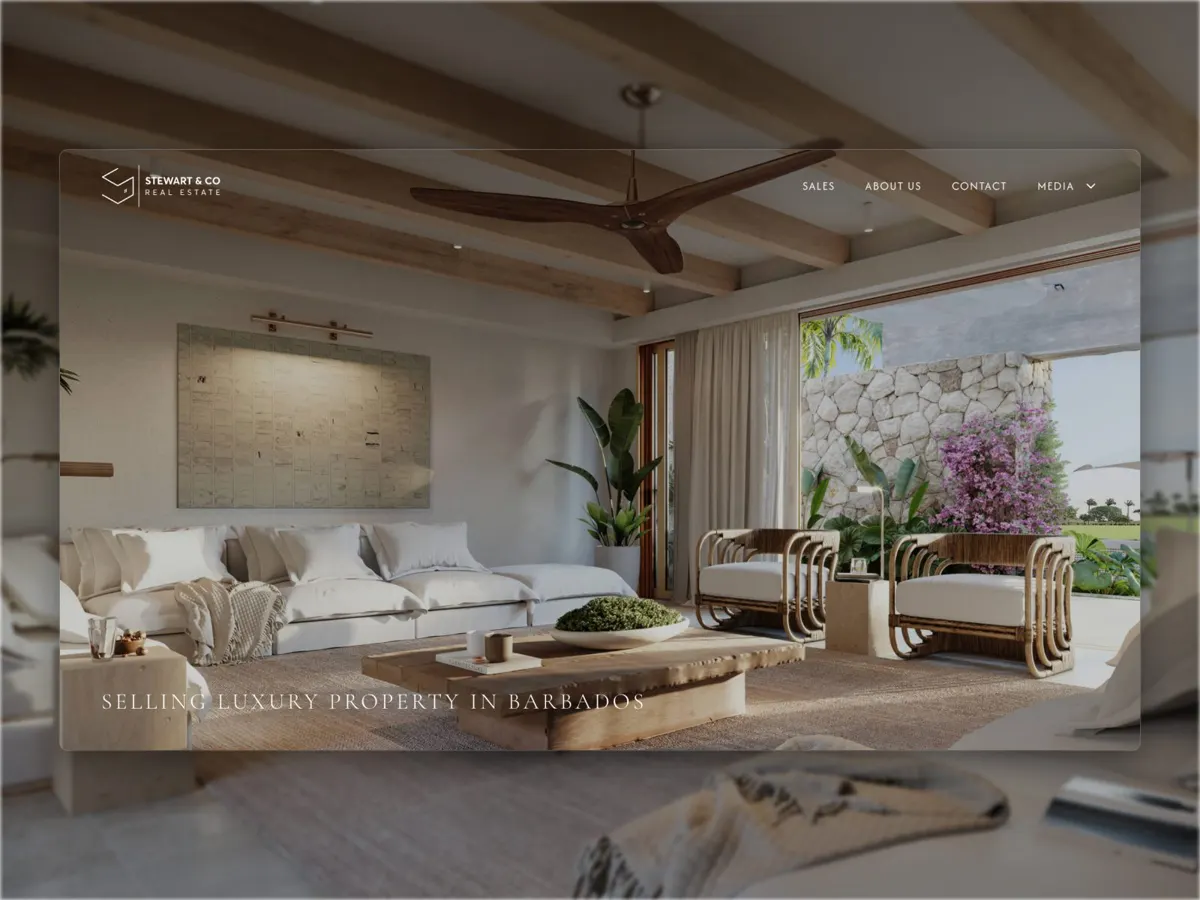 STEWART & CO
REAL ESTATE
SALES
ABOUT US
CONTACT
MEDIA
SELLING LUXURY PROPERTY IN BARBADOS